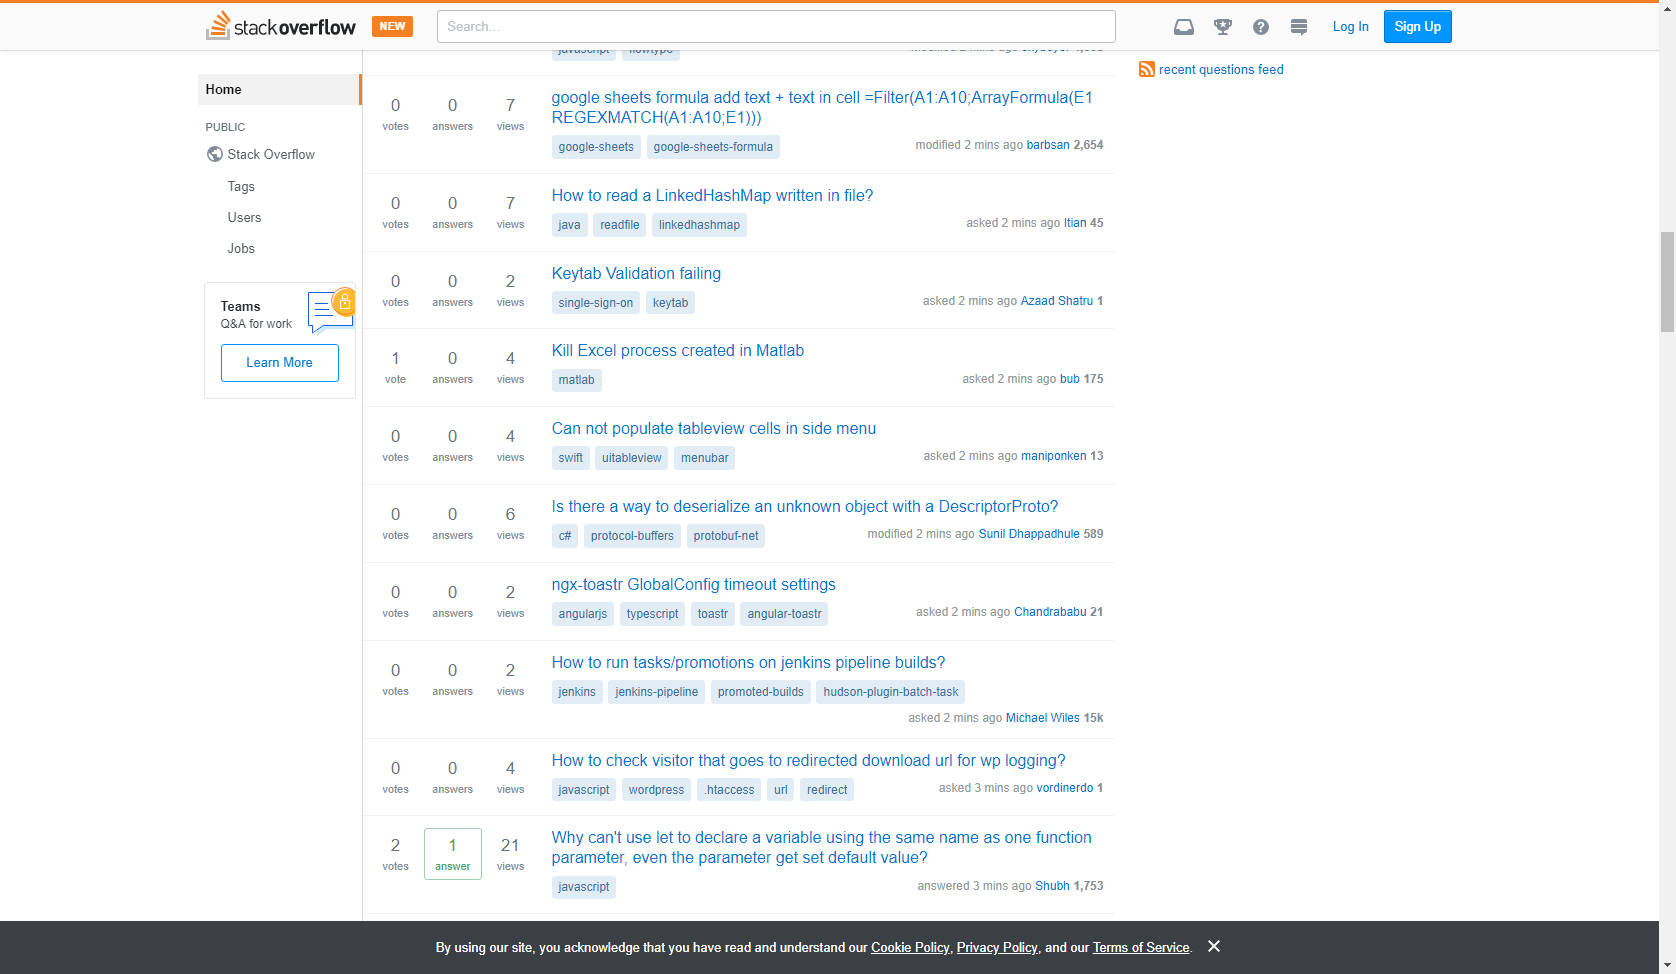 stackoverflow NEW Search... Log In Sign Up
javascript flowtype
recent questions feed
Home
PUBLIC
Stack Overflow
Tags
Users
Jobs
Teams
Q&A for work
Learn More
0 votes 0 answers 7 views
google sheets formula add text + text in cell =Filter(A1:A10;ArrayFormula(E1
REGEXMATCH(A1:A10;E1)))
google-sheets google-sheets-formula
modified 2 mins ago barbsan 2,654
0 votes 0 answers 7 views
How to read a LinkedHashMap written in file?
java readfile linkedhashmap
asked 2 mins ago Itian 45
0 votes 0 answers 2 views
Keytab Validation failing
single-sign-on keytab
asked 2 mins ago Azaad Shatru 1
1 vote 0 answers 4 views
Kill Excel process created in Matlab
matlab
asked 2 mins ago bub 175
0 votes 0 answers 4 views
Can not populate tableview cells in side menu
swift uitableview menubar
asked 2 mins ago maniponken 13
0 votes 0 answers 6 views
Is there a way to deserialize an unknown object with a DescriptorProto?
c# protocol-buffers protobuf-net
modified 2 mins ago Sunil Dhappadhule 589
0 votes 0 answers 2 views
ngx-toastr GlobalConfig timeout settings
angularjs typescript toastr angular-toastr
asked 2 mins ago Chandrababu 21
0 votes 0 answers 2 views
How to run tasks/promotions on jenkins pipeline builds?
jenkins jenkins-pipeline promoted-builds hudson-plugin-batch-task
asked 2 mins ago Michael Wiles 15k
0 votes 0 answers 4 views
How to check visitor that goes to redirected download url for wp logging?
javascript wordpress .htaccess url redirect
asked 3 mins ago vordinerdo 1
2 votes 1 answer 21 views
Why can't use let to declare a variable using the same name as one function
parameter, even the parameter get set default value?
javascript
answered 3 mins ago Shubh 1,753
By using our site, you acknowledge that you have read and understand our Cookie Policy, Privacy Policy, and our Terms of Service.